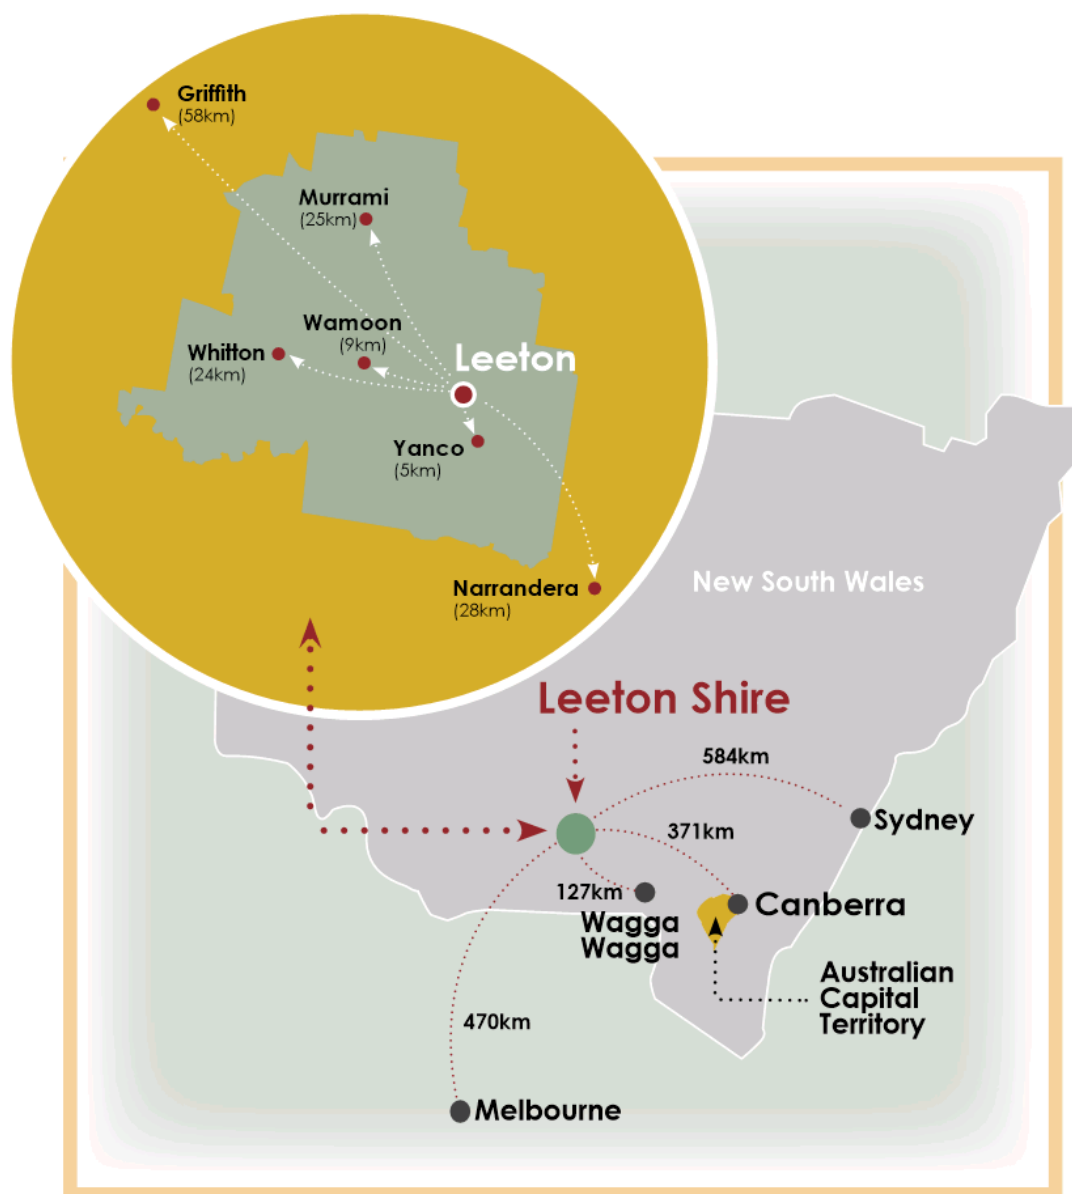 Griffith
(58km)
Murrami
(25km)
Wamoon
(9km)
Whitton
(24km)
Leeton
Yanco
(5km)
Narrandera
(28km)
New South Wales
Leeton Shire
584km
Sydney
371km
127km
Canberra
Wagga
Wagga
Australian
Capital
Territory
470km
Melbourne